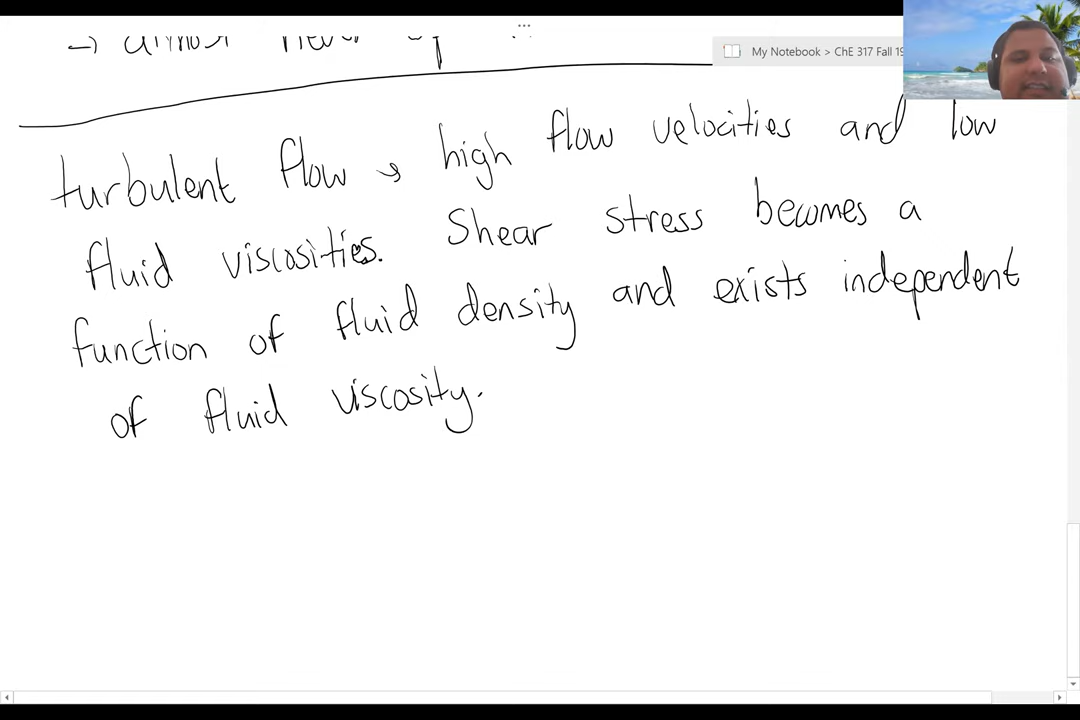 My Notebook > ChE 317 Fall 19
turbulent flow → high flow velocities and low
fluid viscosities. Shear stress becomes a
function of fluid density and exists independent
of fluid viscosity.